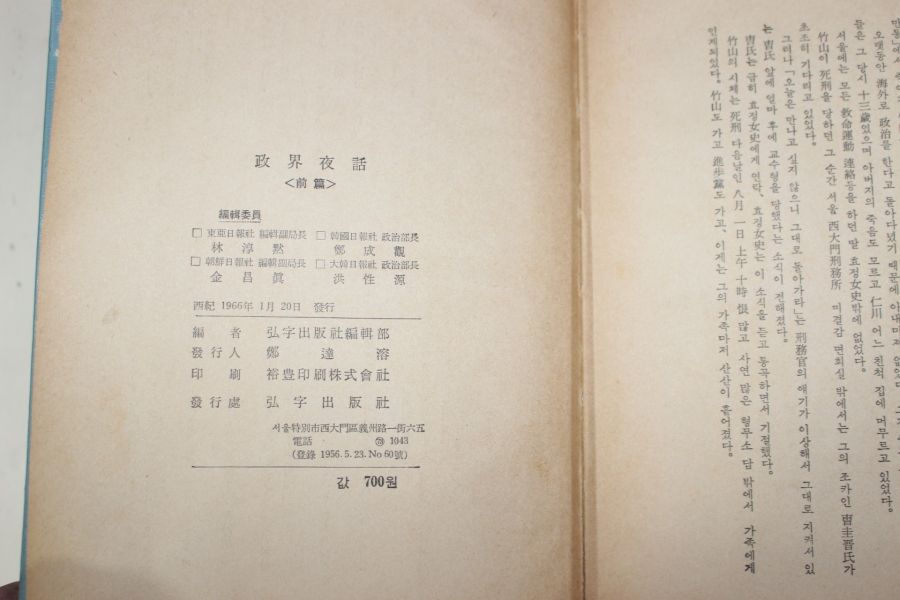 政界夜話
<前篇>
編輯委員
□ 東亞日報社 編輯副局長 □ 韓國日報社 政治部長
林淳黙 鄭成觀
□ 朝鮮日報社 編輯副局長 □ 大韓日報社 政治部長
金昌眞 洪性源
西紀 1966年 1月 20日 發行
編者 弘字出版社編輯部
發行人 鄭達溶
印刷 裕豊印刷株式會社
發行處 弘字出版社
서울特別市西大門區義州路一街六五
電話 1043
(登錄 1956. 5. 23. No 60號)
값 700원
오랫동안 海外로 政治를 한다고 돌아다녔기 때문에 아내마저 없었다
들은 그 당시 十三歲였으며 아버지의 죽음도 모르고 仁川 어느 친척 집에 머무르고 있었다。
서울에는 모든 救命運動 連絡등을 하던 딸 효정女史밖에 없었다。
竹山이 死刑을 당하던 그 순간 서울 西大門刑務所 미결감 면회실 밖에서는 그의 조카인 曺圭晋氏가
초조히 기다리고 있었다。
그러나 「오늘은 만나고 싶지 않으니 그대로 돌아가라」는 刑務官의 얘기가 이상해서 그대로 지켜서 있
는 曺氏 앞에 얼마 후에 교수형을 당했다는 소식이 전해졌다。
曺氏는 급히 효정女史에게 연락、효정女史는 이 소식을 듣고 통곡하면서 기절했다。
竹山의 시체는 死刑 다음날인 八月 一日 上午 十時 恨 많고 사연 많은 형무소 담 밖에서 가족에게
인계되었다。竹山도 가고 進步黨도 가고、이제는 그의 가족마저 산산이 흩어졌다。